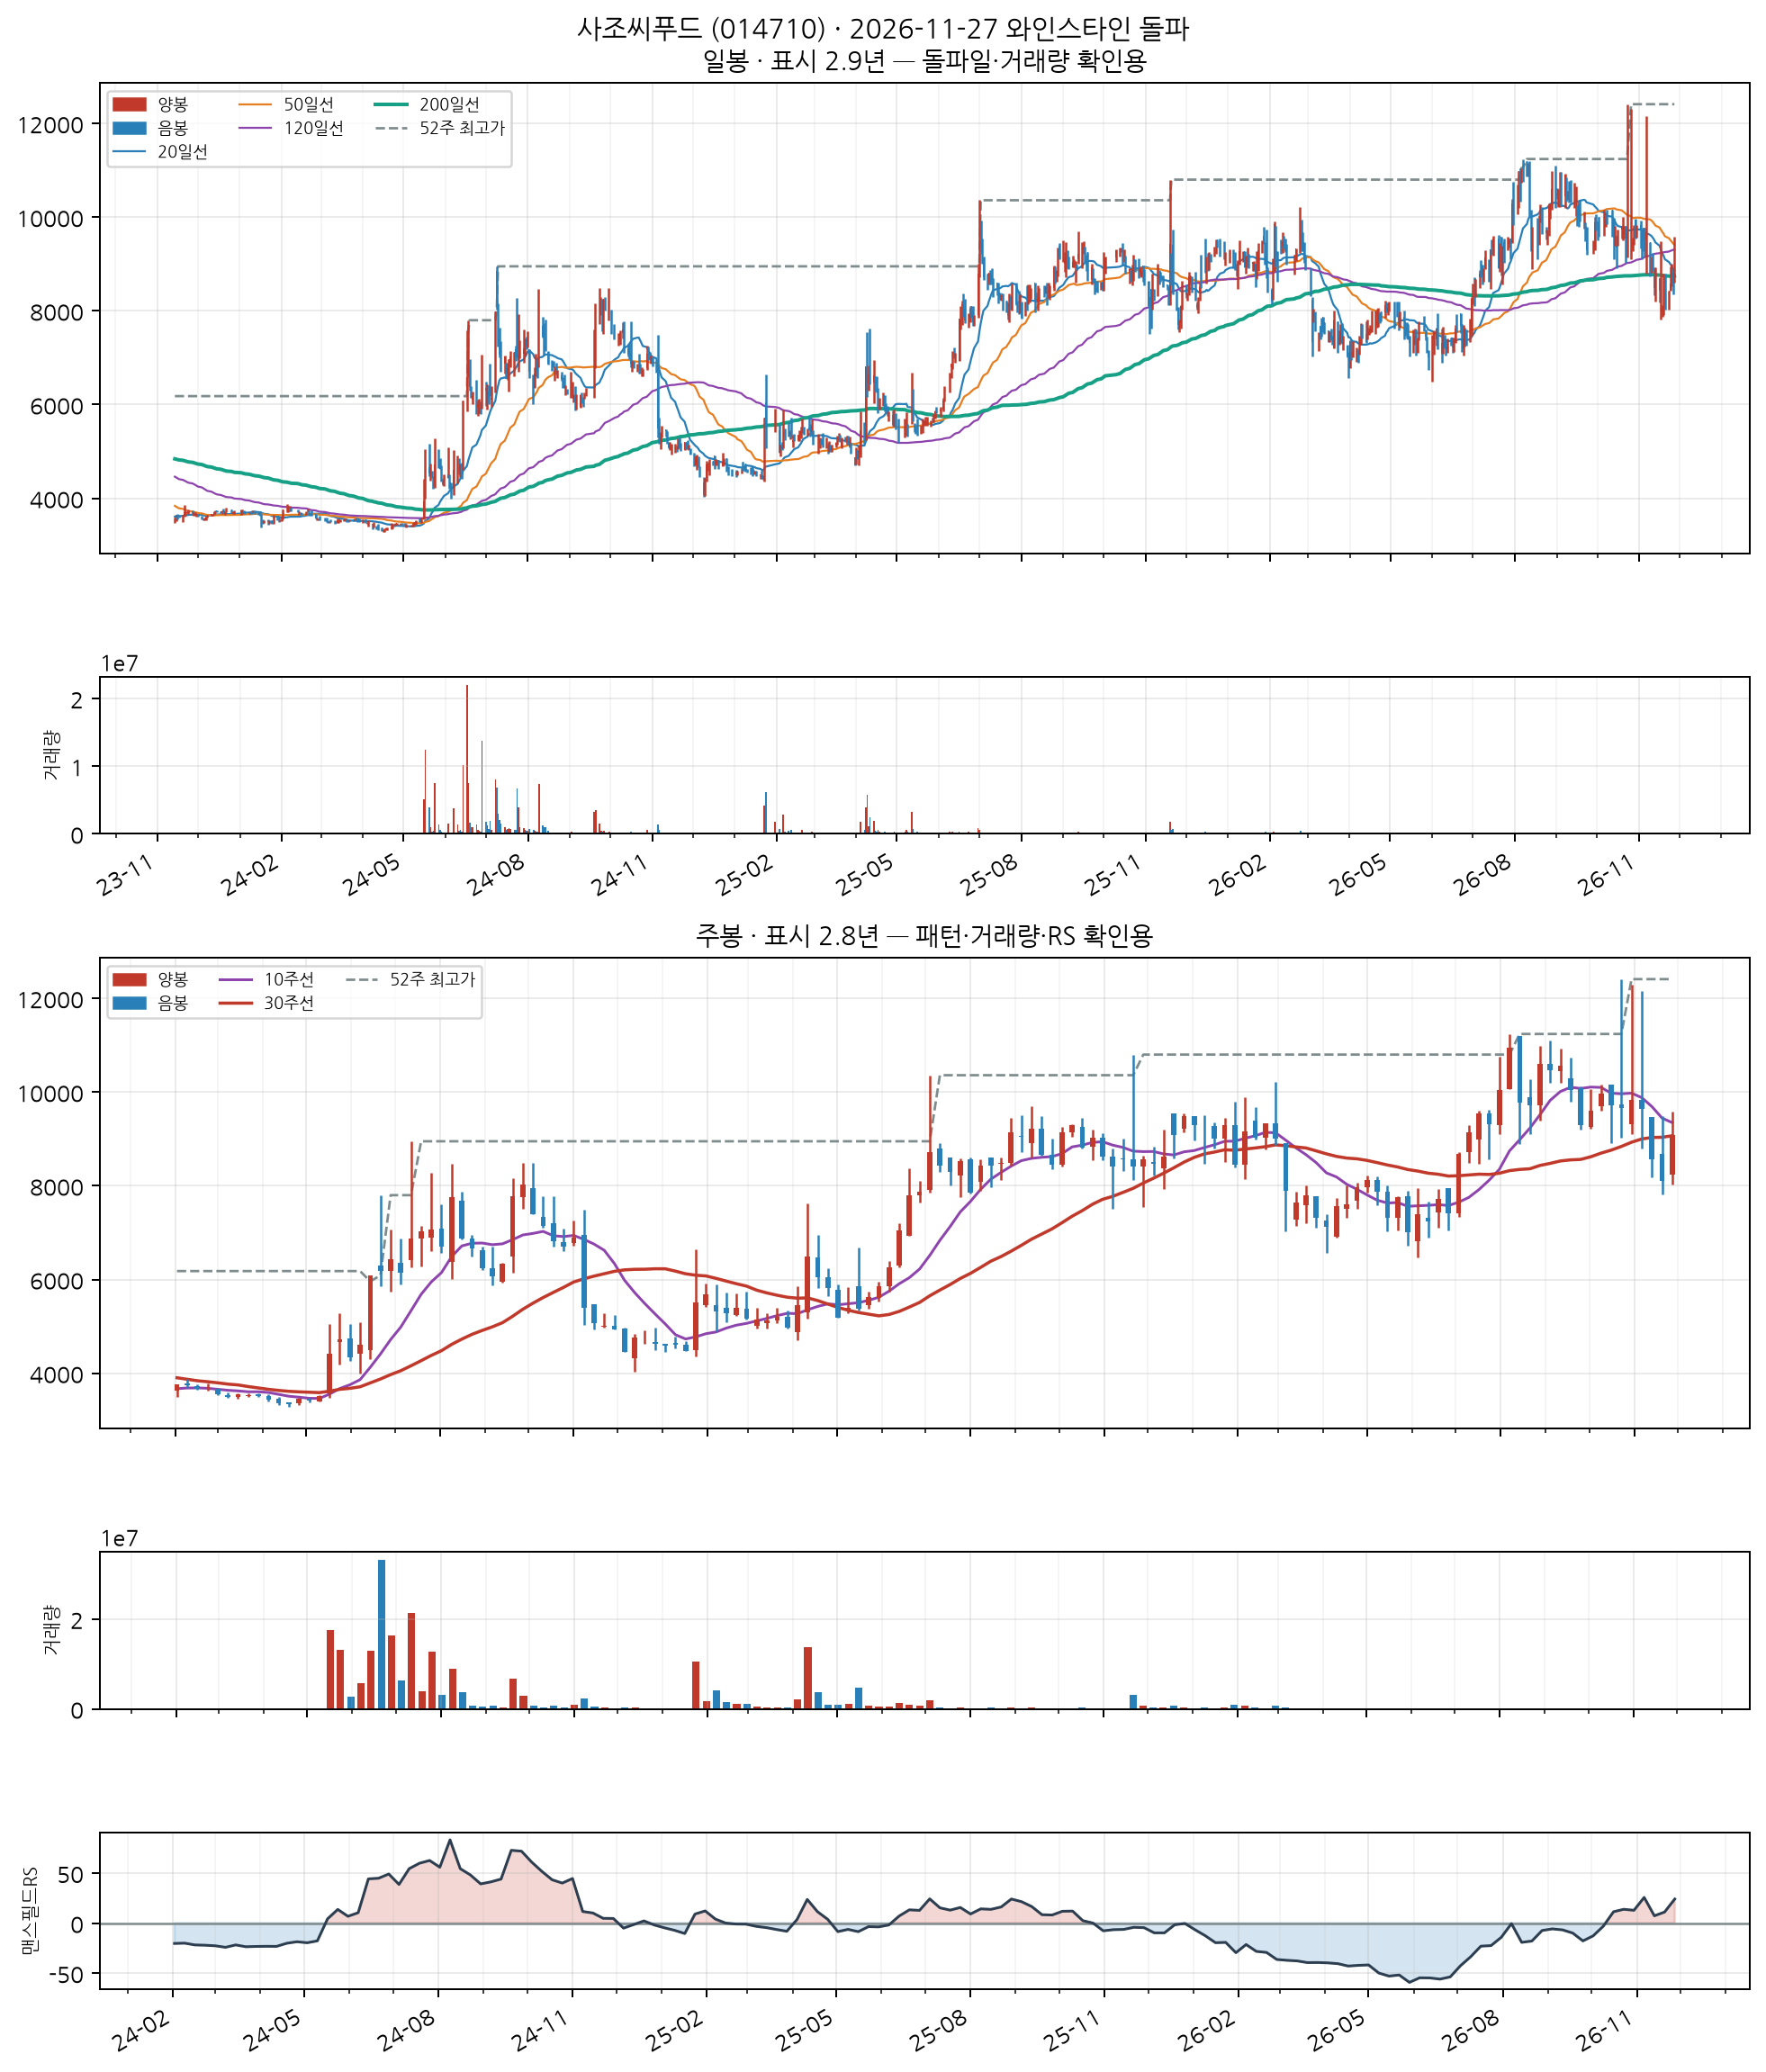 사조씨푸드 (014710) · 2026-11-27 와인스타인 돌파
일봉 · 표시 2.9년 — 돌파일·거래량 확인용
양봉
음봉
20일선
50일선
120일선
200일선
52주 최고가
12000
10000
8000
6000
4000
1e7
2
1
0
거래량
23-11
24-02
24-05
24-08
24-11
25-02
25-05
25-08
25-11
26-02
26-05
26-08
26-11
주봉 · 표시 2.8년 — 패턴·거래량·RS 확인용
양봉
음봉
10주선
30주선
52주 최고가
12000
10000
8000
6000
4000
1e7
2
0
거래량
50
0
-50
맨스필드RS
24-02
24-05
24-08
24-11
25-02
25-05
25-08
25-11
26-02
26-05
26-08
26-11